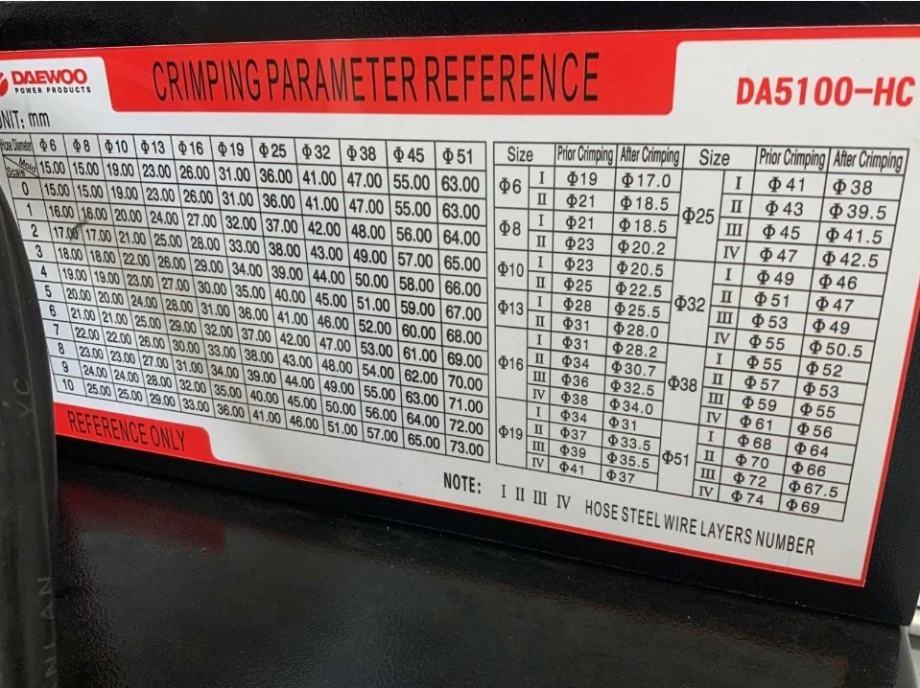 DAEWOO
POWER PRODUCTS
CRIMPING PARAMETER REFERENCE
DA5100-HC
UNIT: mm
Hose Diameter Φ6 Φ8 Φ10 Φ13 Φ16 Φ19 Φ25 Φ32 Φ38 Φ45 Φ51
Scale 15.00 15.00 19.00 23.00 26.00 31.00 36.00 41.00 47.00 55.00 63.00
0 15.00 15.00 19.00 23.00 26.00 31.00 36.00 41.00 47.00 55.00 63.00
1 16.00 16.00 20.00 24.00 27.00 32.00 37.00 42.00 48.00 56.00 64.00
2 17.00 17.00 21.00 25.00 28.00 33.00 38.00 43.00 49.00 57.00 65.00
3 18.00 18.00 22.00 26.00 29.00 34.00 39.00 44.00 50.00 58.00 66.00
4 19.00 19.00 23.00 27.00 30.00 35.00 40.00 45.00 51.00 59.00 67.00
5 20.00 20.00 24.00 28.00 31.00 36.00 41.00 46.00 52.00 60.00 68.00
6 21.00 21.00 25.00 29.00 32.00 37.00 42.00 47.00 53.00 61.00 69.00
7 22.00 22.00 26.00 30.00 33.00 38.00 43.00 48.00 54.00 62.00 70.00
8 23.00 23.00 27.00 31.00 34.00 39.00 44.00 49.00 55.00 63.00 71.00
9 24.00 24.00 28.00 32.00 35.00 40.00 45.00 50.00 56.00 64.00 72.00
10 25.00 25.00 29.00 33.00 36.00 41.00 46.00 51.00 57.00 65.00 73.00
REFERENCE ONLY
Size Prior Crimping After Crimping
Φ6 I Φ19 Φ17.0
II Φ21 Φ18.5
Φ8 I Φ21 Φ18.5
II Φ23 Φ20.2
Φ10 I Φ23 Φ20.5
II Φ25 Φ22.5
Φ13 I Φ28 Φ25.5
II Φ31 Φ28.0
Φ16 I Φ31 Φ28.2
II Φ34 Φ30.7
III Φ36 Φ32.5
IV Φ38 Φ34.0
Φ19 I Φ34 Φ31
II Φ37 Φ33.5
III Φ39 Φ35.5
IV Φ41 Φ37
Size Prior Crimping After Crimping
Φ25 I Φ41 Φ38
II Φ43 Φ39.5
III Φ45 Φ41.5
IV Φ47 Φ42.5
Φ32 I Φ49 Φ46
II Φ51 Φ47
III Φ53 Φ49
IV Φ55 Φ50.5
Φ38 I Φ55 Φ52
II Φ57 Φ53
III Φ59 Φ55
IV Φ61 Φ56
Φ51 I Φ68 Φ64
II Φ70 Φ66
III Φ72 Φ67.5
IV Φ74 Φ69
NOTE: I II III IV HOSE STEEL WIRE LAYERS NUMBER